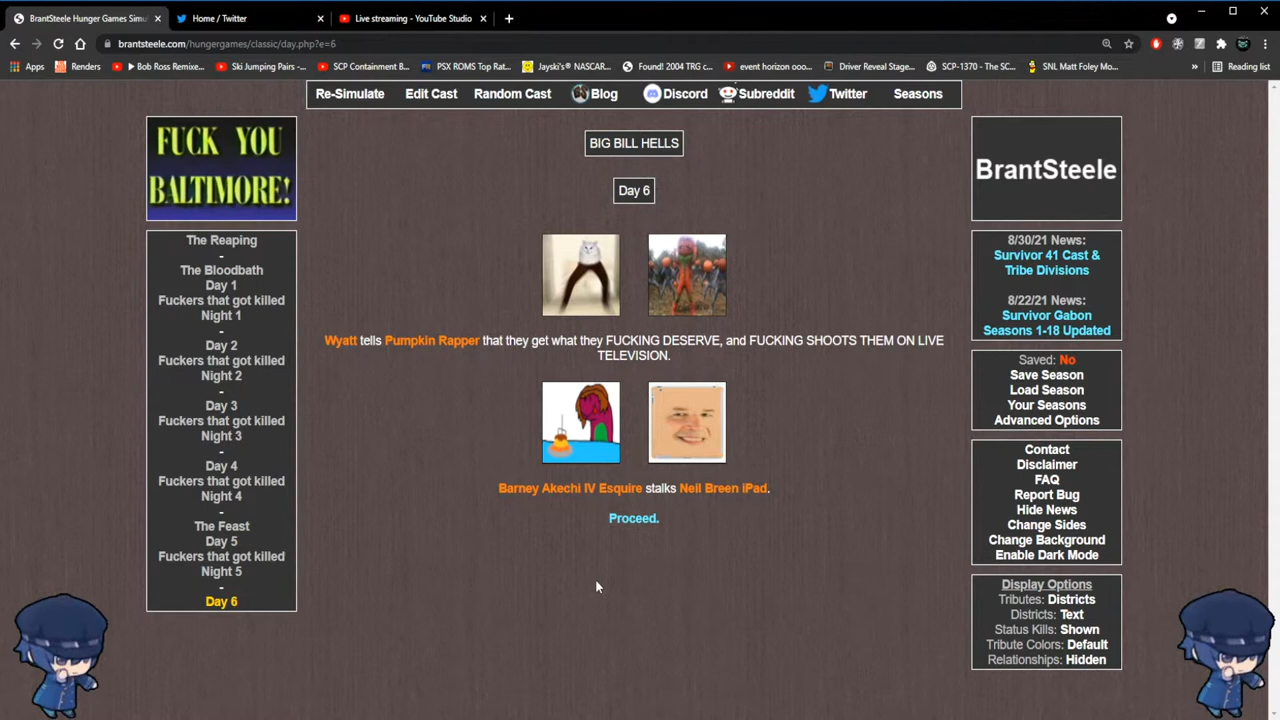 BrantSteele Hunger Games Simu
Home / Twitter
Live streaming - YouTube Studio
brantsteele.com/hungergames/classic/day.php?e=6
Apps
Renders
Bob Ross Remixe...
Ski Jumping Pairs -...
SCP Containment B...
PSX ROMS Top Rat...
Jayski's® NASCAR...
Found! 2004 TRG c...
event horizon ooo...
Driver Reveal Stage...
SCP-1370 - The SC...
SNL Matt Foley Mo...
»
Reading list
Re-Simulate
Edit Cast
Random Cast
Blog
Discord
Subreddit
Twitter
Seasons
FUCK YOU
BALTIMORE!
The Reaping
-
The Bloodbath
Day 1
Fuckers that got killed
Night 1
-
Day 2
Fuckers that got killed
Night 2
-
Day 3
Fuckers that got killed
Night 3
-
Day 4
Fuckers that got killed
Night 4
-
The Feast
Day 5
Fuckers that got killed
Night 5
-
Day 6
BIG BILL HELLS
Day 6
Wyatt tells Pumpkin Rapper that they get what they FUCKING DESERVE, and FUCKING SHOOTS THEM ON LIVE
TELEVISION.
Barney Akechi IV Esquire stalks Neil Breen iPad.
Proceed.
BrantSteele
8/30/21 News:
Survivor 41 Cast &
Tribe Divisions
8/22/21 News:
Survivor Gabon
Seasons 1-18 Updated
Saved: No
Save Season
Load Season
Your Seasons
Advanced Options
Contact
Disclaimer
FAQ
Report Bug
Hide News
Change Sides
Change Background
Enable Dark Mode
Display Options
Tributes: Districts
Districts: Text
Status Kills: Shown
Tribute Colors: Default
Relationships: Hidden